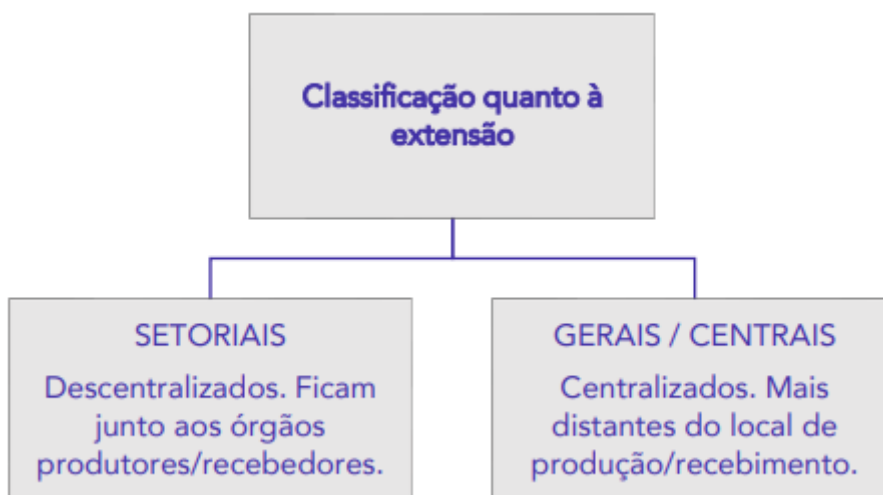 Classificação quanto à
extensão
SETORIAIS
Descentralizados. Ficam
junto aos órgãos
produtores/recebedores.
GERAIS / CENTRAIS
Centralizados. Mais
distantes do local de
produção/recebimento.